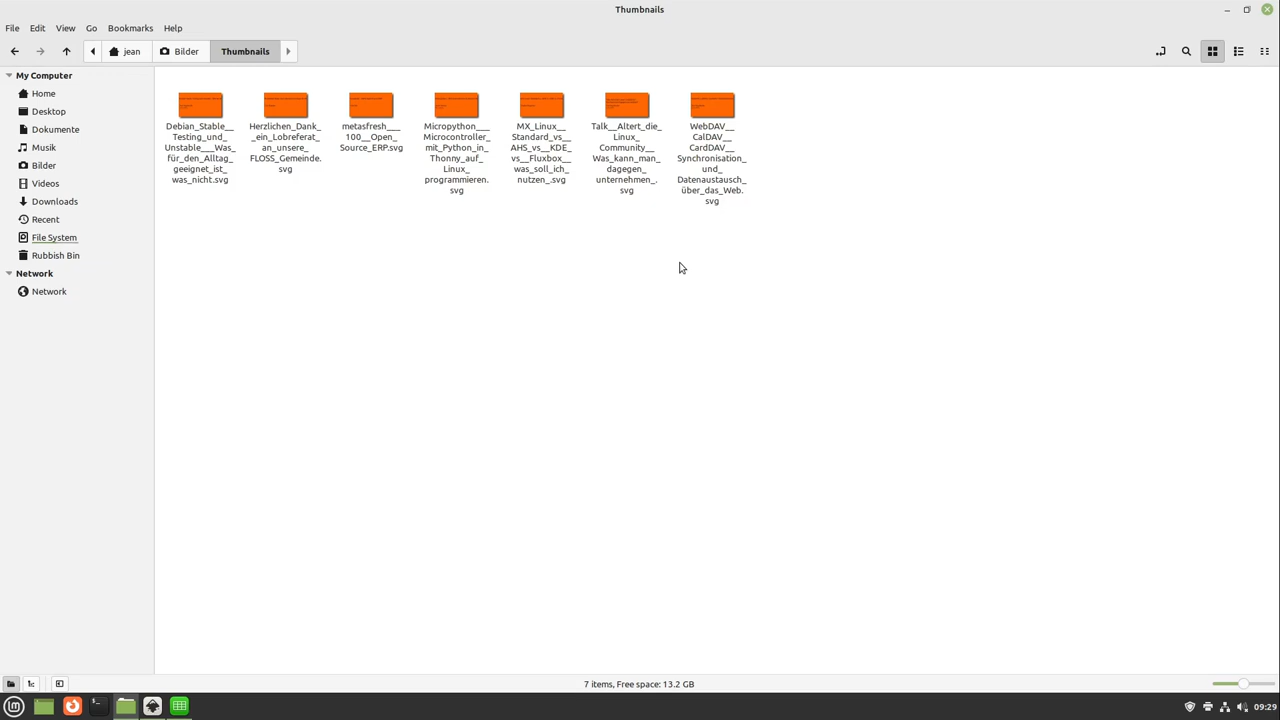 Thumbnails
File Edit View Go Bookmarks Help
jean Bilder Thumbnails
My Computer
Home
Desktop
Dokumente
Musik
Bilder
Videos
Downloads
Recent
File System
Rubbish Bin
Network
Network
Debian_Stable__
Testing_und_
Unstable___Was_
für_den_Alltag_
geeignet_ist_
was_nicht.svg
Herzlichen_Dank_
_ein_Lobreferat_
an_unsere_
FLOSS_Gemeinde.
svg
metasfresh___
100__Open_
Source_ERP.svg
Micropython___
Microcontroller_
mit_Python_in_
Thonny_auf_
Linux_
programmieren.
svg
MX_Linux__
Standard_vs__
AHS_vs__KDE_
vs__Fluxbox__
was_soll_ich_
nutzen_.svg
Talk__Altert_die_
Linux_
Community__
Was_kann_man_
dagegen_
unternehmen_.
svg
WebDAV__
CalDAV__
CardDAV__
Synchronisation_
und_
Datenaustausch_
über_das_Web.
svg
7 items, Free space: 13.2 GB
09:29